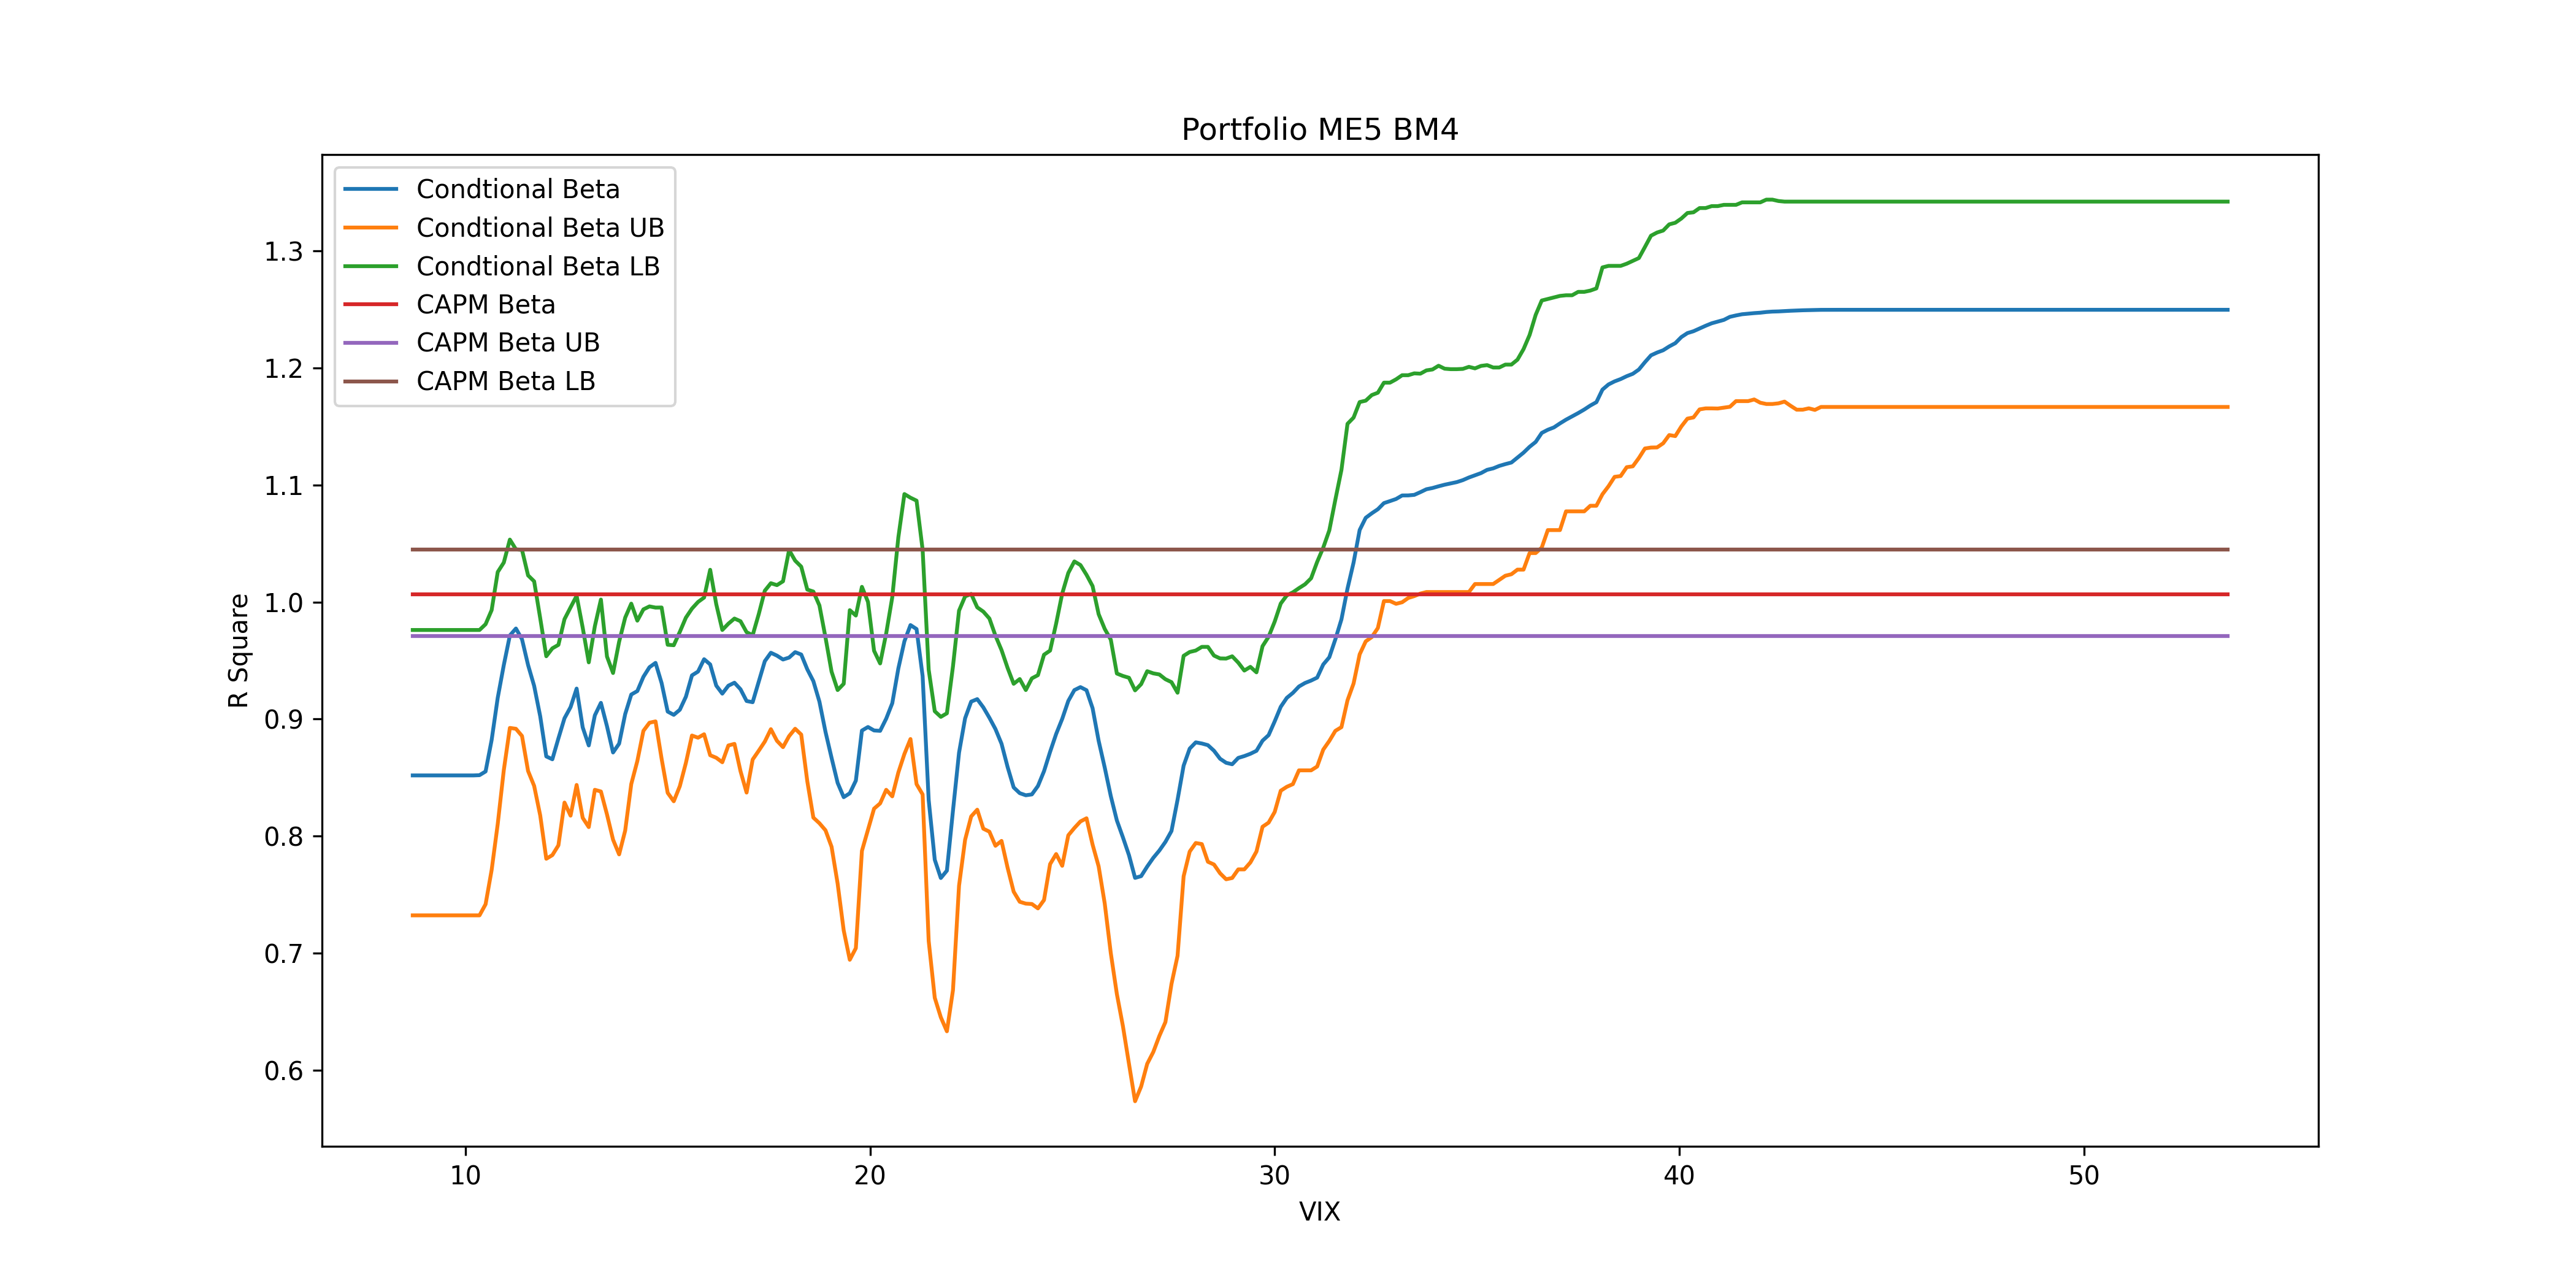 Portfolio ME5 BM4
Condtional Beta
Condtional Beta UB
Condtional Beta LB
CAPM Beta
CAPM Beta UB
CAPM Beta LB
1.3
1.2
1.1
1.0
0.9
0.8
0.7
0.6
R Square
10 20 30 40 50
VIX